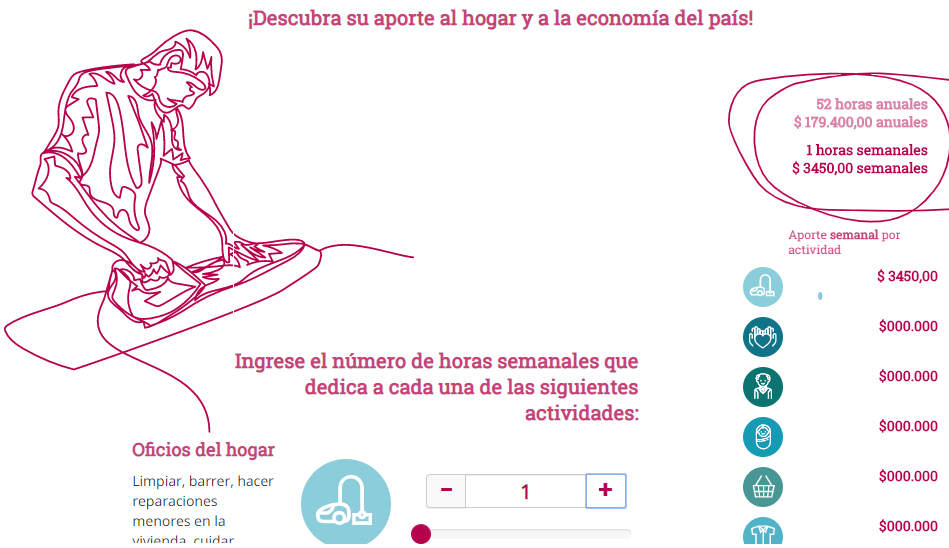 ¡Descubra su aporte al hogar y a la economía del país!
52 horas anuales
$ 179.400,00 anuales
1 horas semanales
$ 3450,00 semanales
Aporte semanal por
actividad
$ 3450,00
$000.000
$000.000
$000.000
$000.000
$000.000
Ingrese el número de horas semanales que
dedica a cada una de las siguientes
actividades:
Oficios del hogar
Limpiar, barrer, hacer
reparaciones
menores en la
vivienda, cuidar
− 1 +